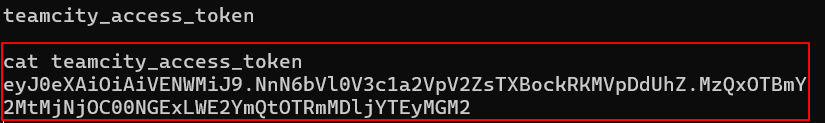 teamcity_access_token
cat teamcity_access_token
eyJ0eXAiOiAiVENWMiJ9.NnN6bVl0V3c1a2VpV2ZsTXBockRKMVpDdUhZ.MzQxOTBmY
2MtMjNjOC00NGExLWE2YmQtOTRmMDljYTEyMGM2